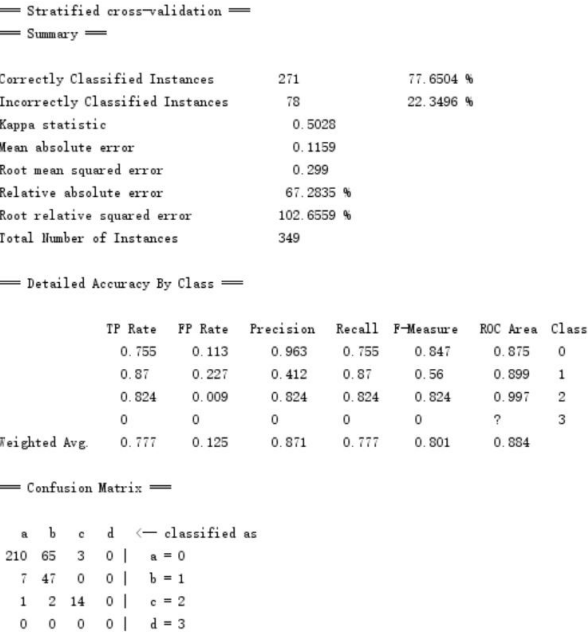 === Stratified cross-validation ===
=== Summary ===
Correctly Classified Instances 271 77.6504 %
Incorrectly Classified Instances 78 22.3496 %
Kappa statistic 0.5028
Mean absolute error 0.1159
Root mean squared error 0.299
Relative absolute error 67.2835 %
Root relative squared error 102.6559 %
Total Number of Instances 349
=== Detailed Accuracy By Class ===
TP Rate FP Rate Precision Recall F-Measure ROC Area Class
0.755 0.113 0.963 0.755 0.847 0.875 0
0.87 0.227 0.412 0.87 0.56 0.899 1
0.824 0.009 0.824 0.824 0.824 0.997 2
0 0 0 0 0 ? 3
Weighted Avg. 0.777 0.125 0.871 0.777 0.801 0.884
=== Confusion Matrix ===
a b c d <-- classified as
210 65 3 0 | a = 0
7 47 0 0 | b = 1
1 2 14 0 | c = 2
0 0 0 0 | d = 3